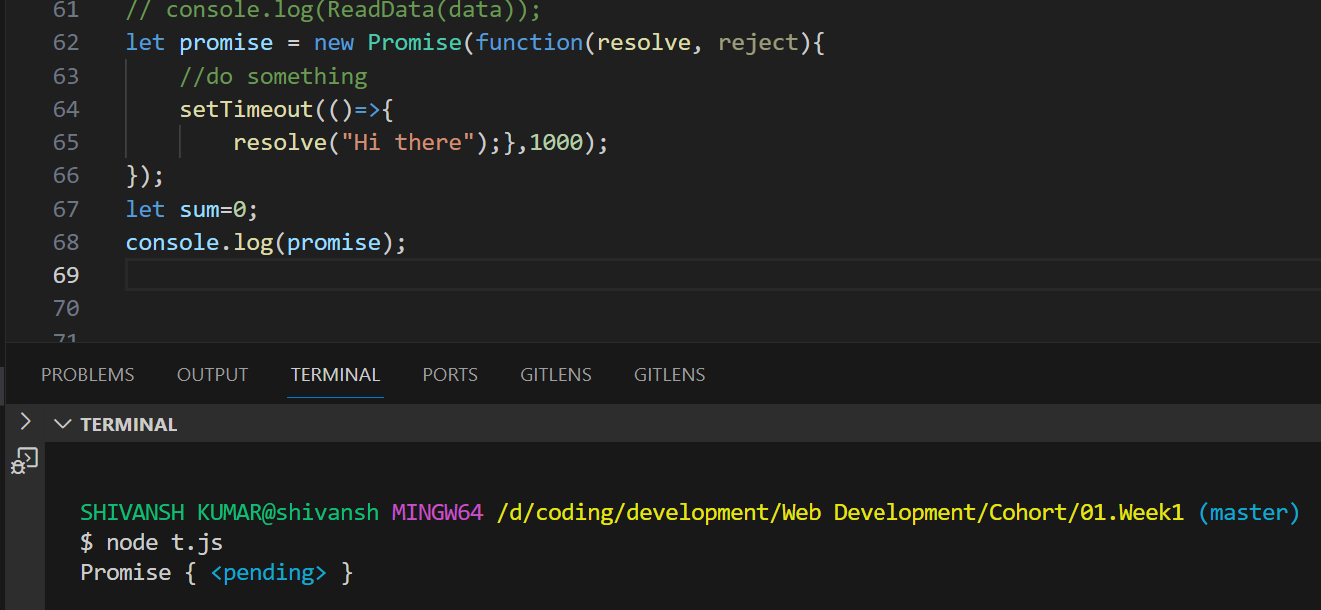 61 // console.log(ReadData(data));
62 let promise = new Promise(function(resolve, reject){
63 //do something
64 setTimeout(()=>{
65 resolve("Hi there");},1000);
66 });
67 let sum=0;
68 console.log(promise);
69
70
71
PROBLEMS OUTPUT TERMINAL PORTS GITLENS GITLENS
TERMINAL
SHIVANSH KUMAR@shivansh MINGW64 /d/coding/development/Web Development/Cohort/01.Week1 (master)
$ node t.js
Promise { <pending> }